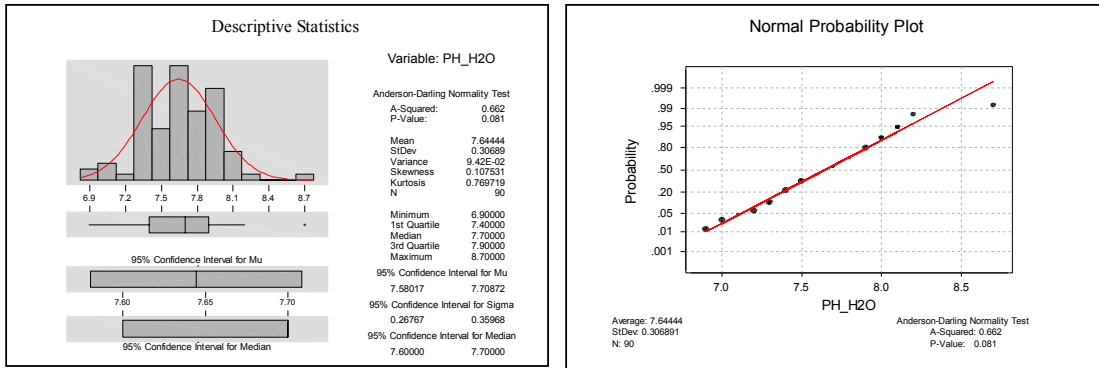 Descriptive Statistics
Variable: PH_H2O
Anderson-Darling Normality Test
A-Squared: 0.662
P-Value: 0.081
Mean 7.64444
StDev 0.30689
Variance 9.42E-02
Skewness 0.107531
Kurtosis 0.769719
N 90
Minimum 6.90000
1st Quartile 7.40000
Median 7.70000
3rd Quartile 7.90000
Maximum 8.70000
95% Confidence Interval for Mu
7.58017 7.70872
95% Confidence Interval for Sigma
0.26767 0.35968
95% Confidence Interval for Median
7.60000 7.70000
6.9 7.2 7.5 7.8 8.1 8.4 8.7
95% Confidence Interval for Mu
7.60 7.65 7.70
95% Confidence Interval for Median
Normal Probability Plot
.999
.99
.95
.80
.50
.20
.05
.01
.001
Probability
7.0 7.5 8.0 8.5
PH_H2O
Average: 7.64444
StDev: 0.306891
N: 90
Anderson-Darling Normality Test
A-Squared: 0.662
P-Value: 0.081